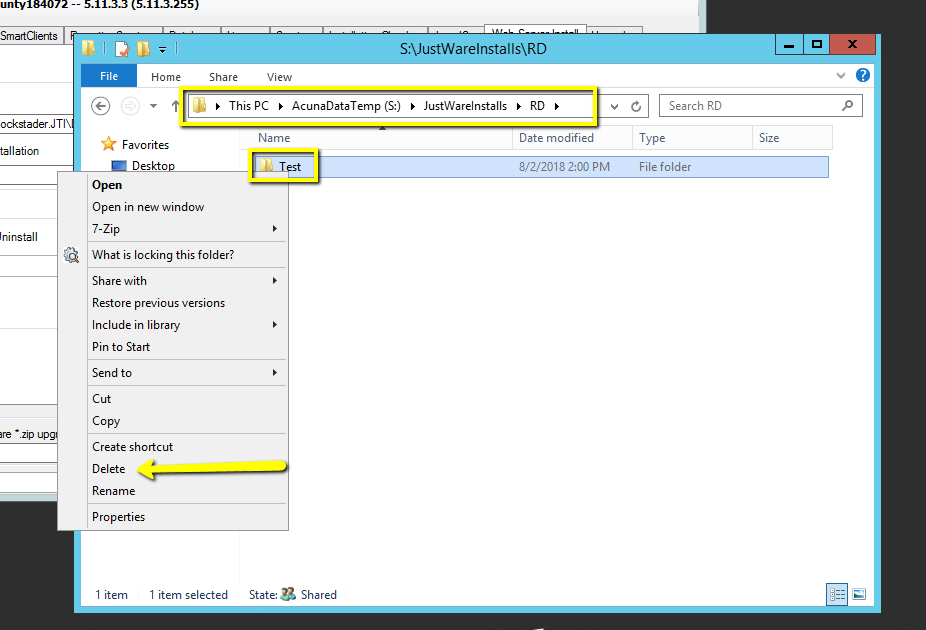 unty184072 -- 5.11.3.3 (5.11.3.255)
SmartClients
Web Server Install
S:\JustWareInstalls\RD
File Home Share View
This PC AcunaDataTemp (S:) JustWareInstalls RD
Search RD
ockstader.JTI\
Favorites
Name Date modified Type Size
tallation
Desktop
Test 8/2/2018 2:00 PM File folder
Open
Open in new window
7-Zip
Uninstall
What is locking this folder?
Share with
Restore previous versions
Include in library
Pin to Start
Send to
Cut
Copy
are *.zip upgr
Create shortcut
Delete
Rename
Properties
1 item 1 item selected State: Shared